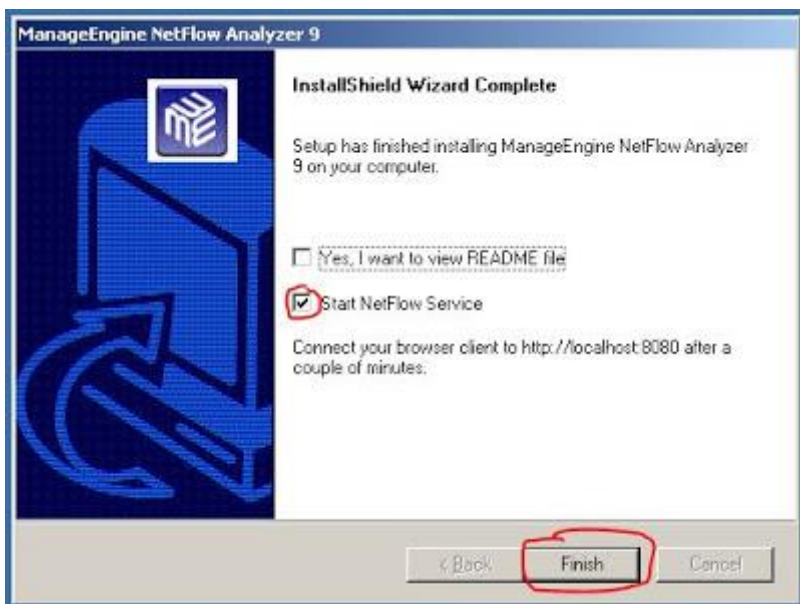 ManageEngine NetFlow Analyzer 9
ME
InstallShield Wizard Complete
Setup has finished installing ManageEngine NetFlow Analyzer
9 on your computer.
Yes, I want to view README file
Start NetFlow Service
Connect your browser client to http://localhost:8080 after a
couple of minutes.
< Back
Finish
Cancel